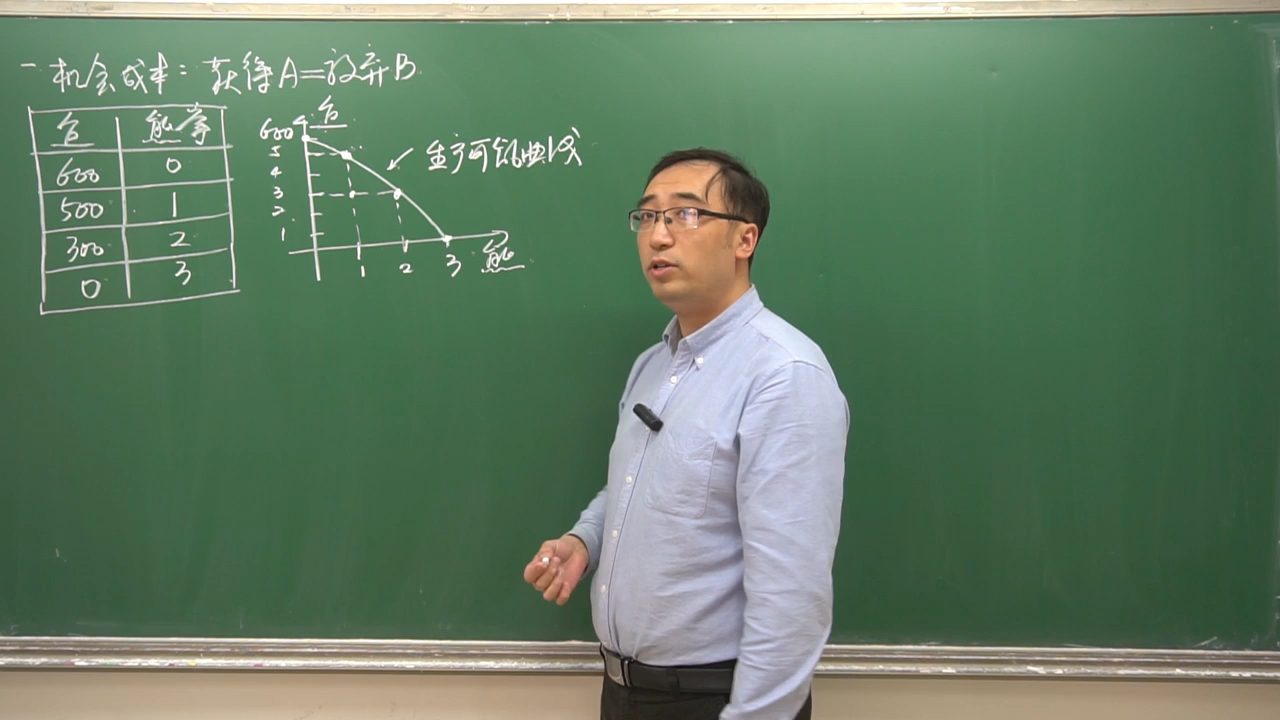 一 机会成本：获得A=放弃B
鱼 熊掌
600 0
500 1
300 2
0 3
鱼
600
5
4
3
2
1
1 2 3 熊
生产可能曲线